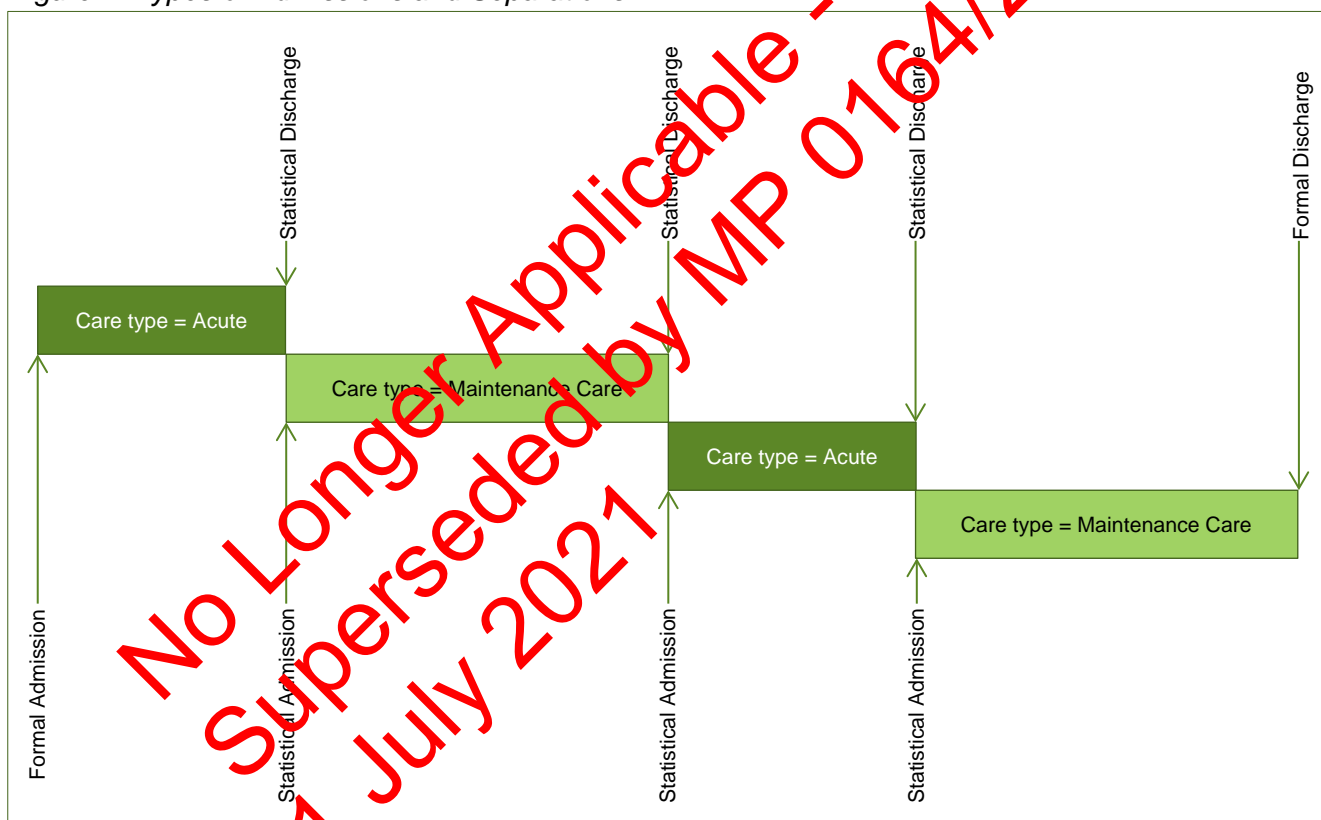 Statistical Discharge
Statistical Discharge
Statistical Discharge
Formal Discharge
Care type = Acute
Care type = Maintenance Care
Care type = Acute
Care type = Maintenance Care
Formal Admission
Statistical Admission
Statistical Admission
Statistical Admission
No Longer Applicable -
Superseded by MP 0164/
1 July 2021